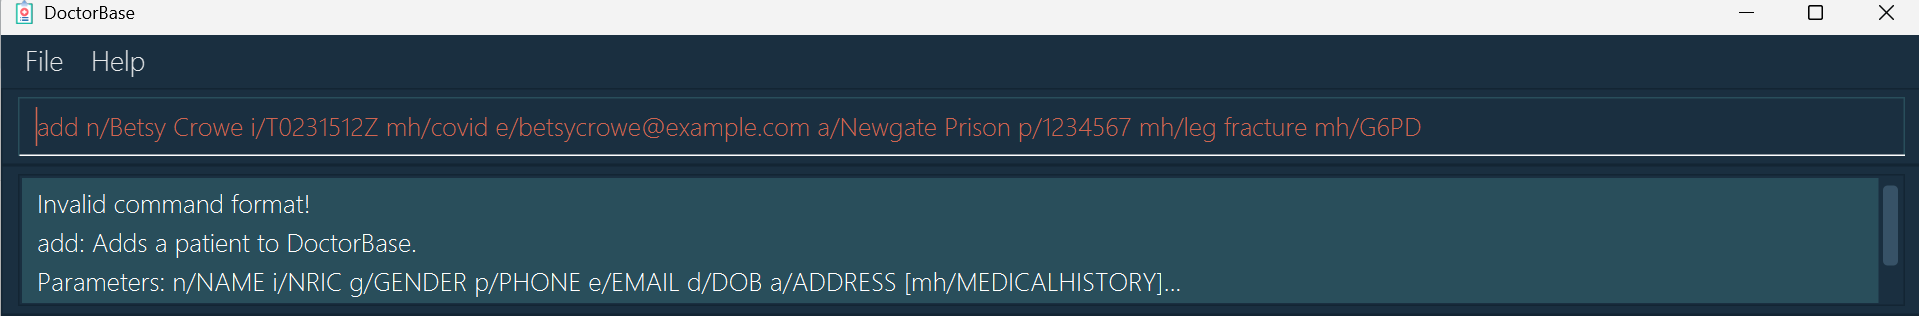 DoctorBase
File Help
add n/Betsy Crowe i/T0231512Z mh/covid e/betsycrowe@example.com a/Newgate Prison p/1234567 mh/leg fracture mh/G6PD
Invalid command format!
add: Adds a patient to DoctorBase.
Parameters: n/NAME i/NRIC g/GENDER p/PHONE e/EMAIL d/DOB a/ADDRESS [mh/MEDICALHISTORY]...